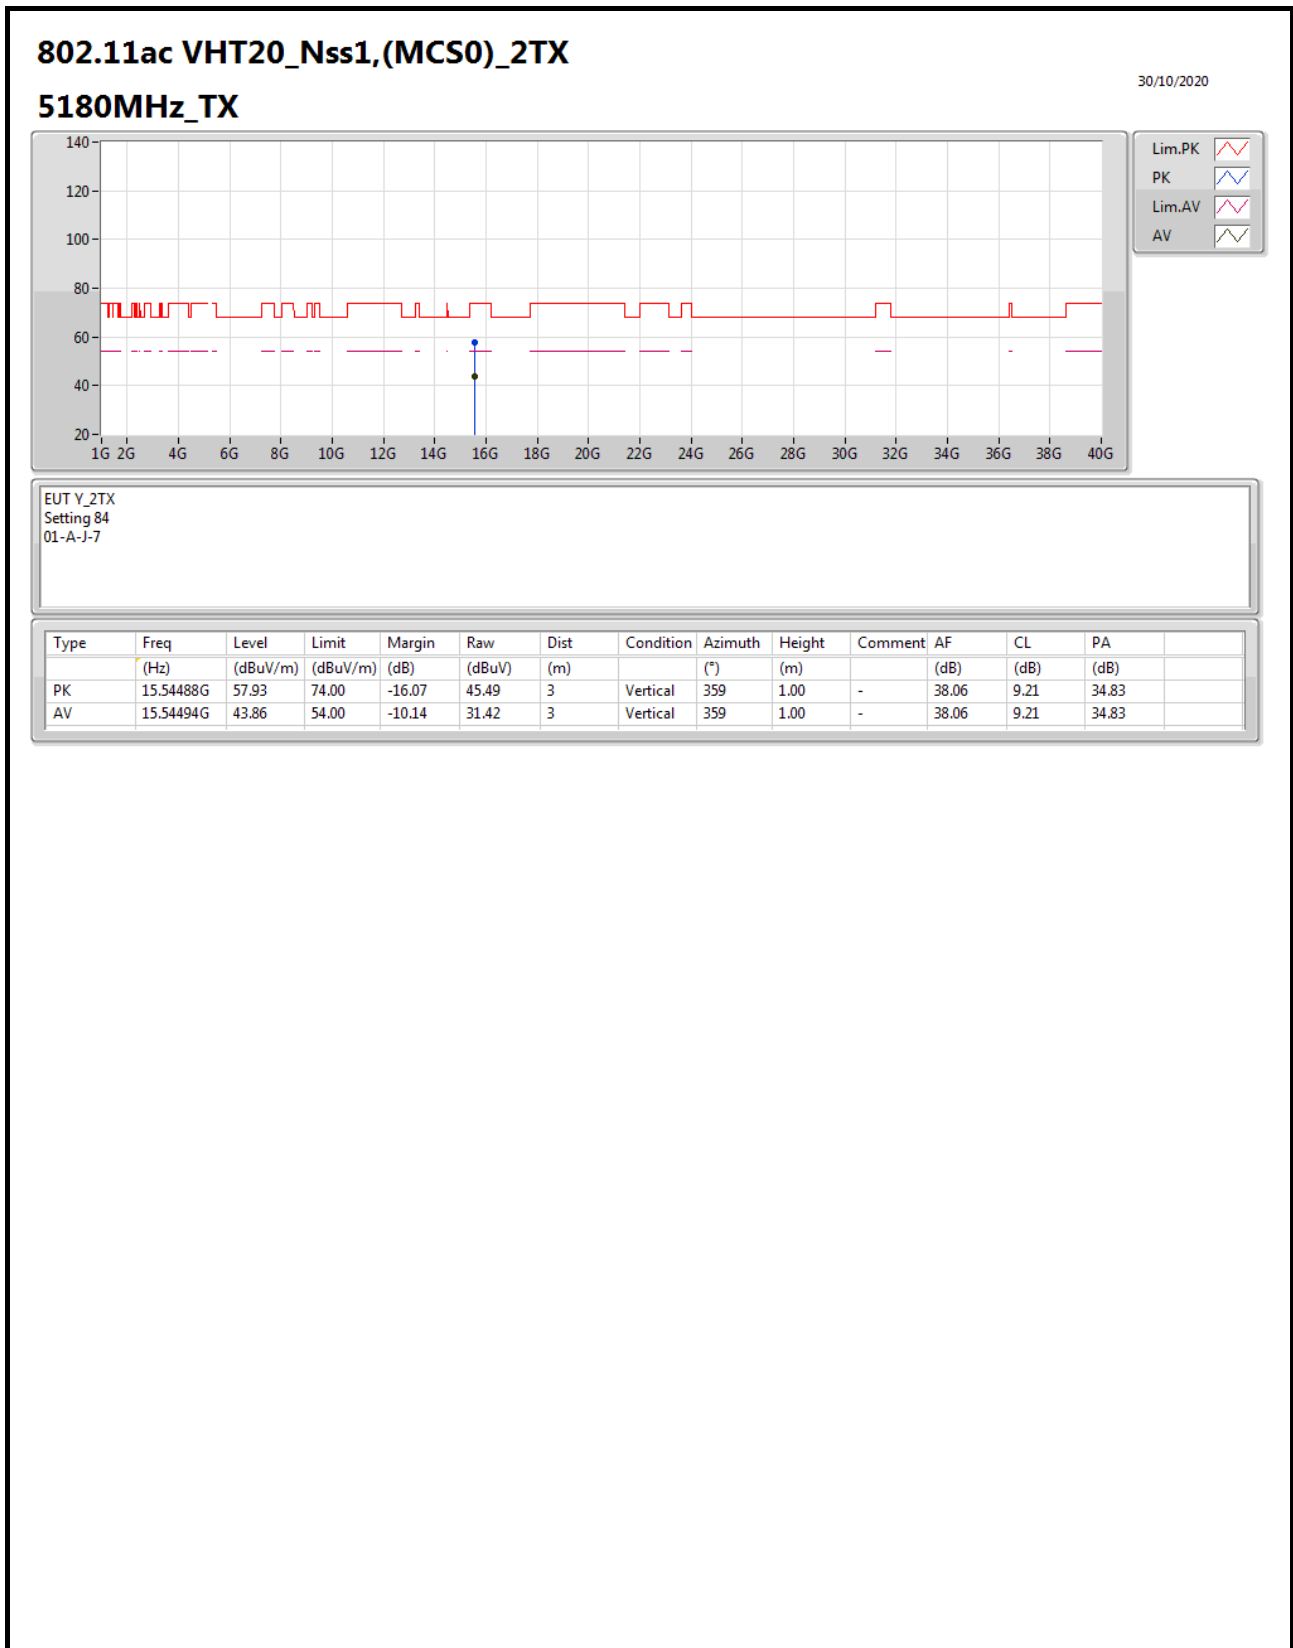 802.11ac VHT20_Nss1,(MCS0)_2TX
30/10/2020
5180MHz_TX
140
120
100
80
60
40
20
1G 2G 4G 6G 8G 10G 12G 14G 16G 18G 20G 22G 24G 26G 28G 30G 32G 34G 36G 38G 40G
Lim.PK
PK
Lim.AV
AV
EUT Y_2TX
Setting 84
01-A-J-7
Type Freq Level Limit Margin Raw Dist Condition Azimuth Height Comment AF CL PA
(Hz) (dBuV/m) (dBuV/m) (dB) (dBuV) (m) (°) (m) (dB) (dB) (dB)
PK 15.54488G 57.93 74.00 -16.07 45.49 3 Vertical 359 1.00 - 38.06 9.21 34.83
AV 15.54494G 43.86 54.00 -10.14 31.42 3 Vertical 359 1.00 - 38.06 9.21 34.83